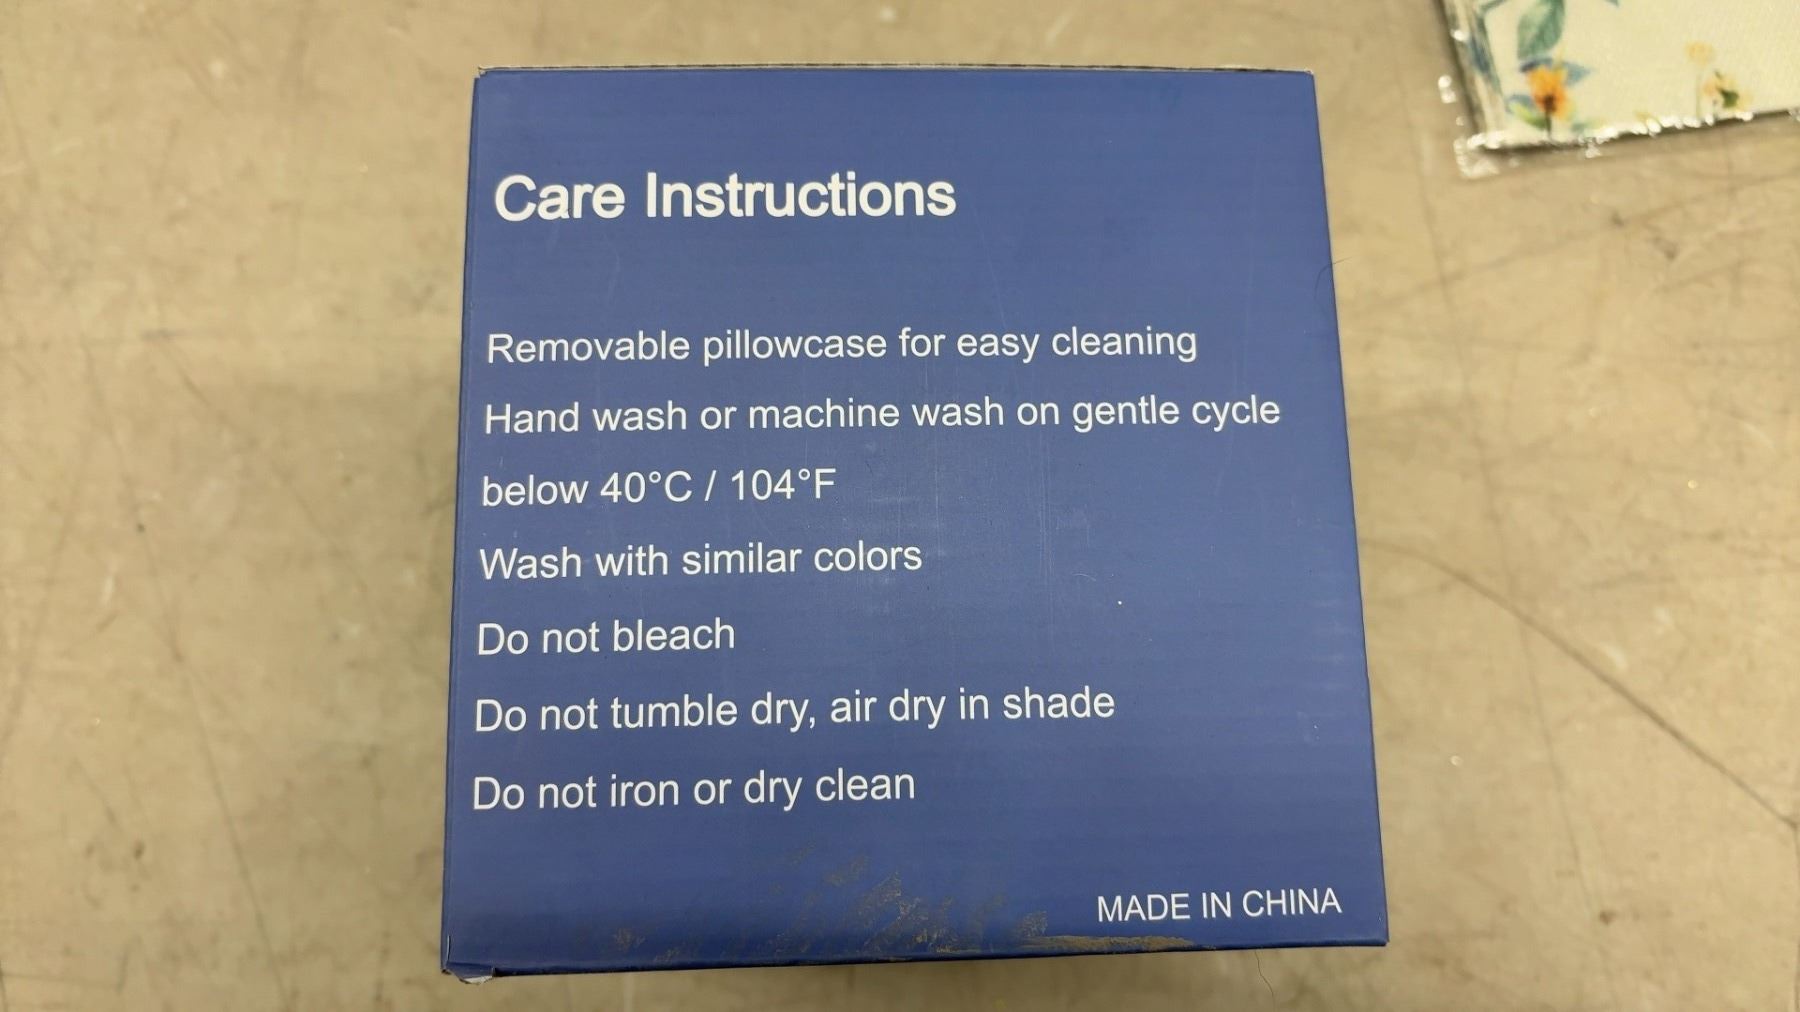 Care Instructions
Removable pillowcase for easy cleaning
Hand wash or machine wash on gentle cycle
below 40°C / 104°F
Wash with similar colors
Do not bleach
Do not tumble dry, air dry in shade
Do not iron or dry clean
MADE IN CHINA